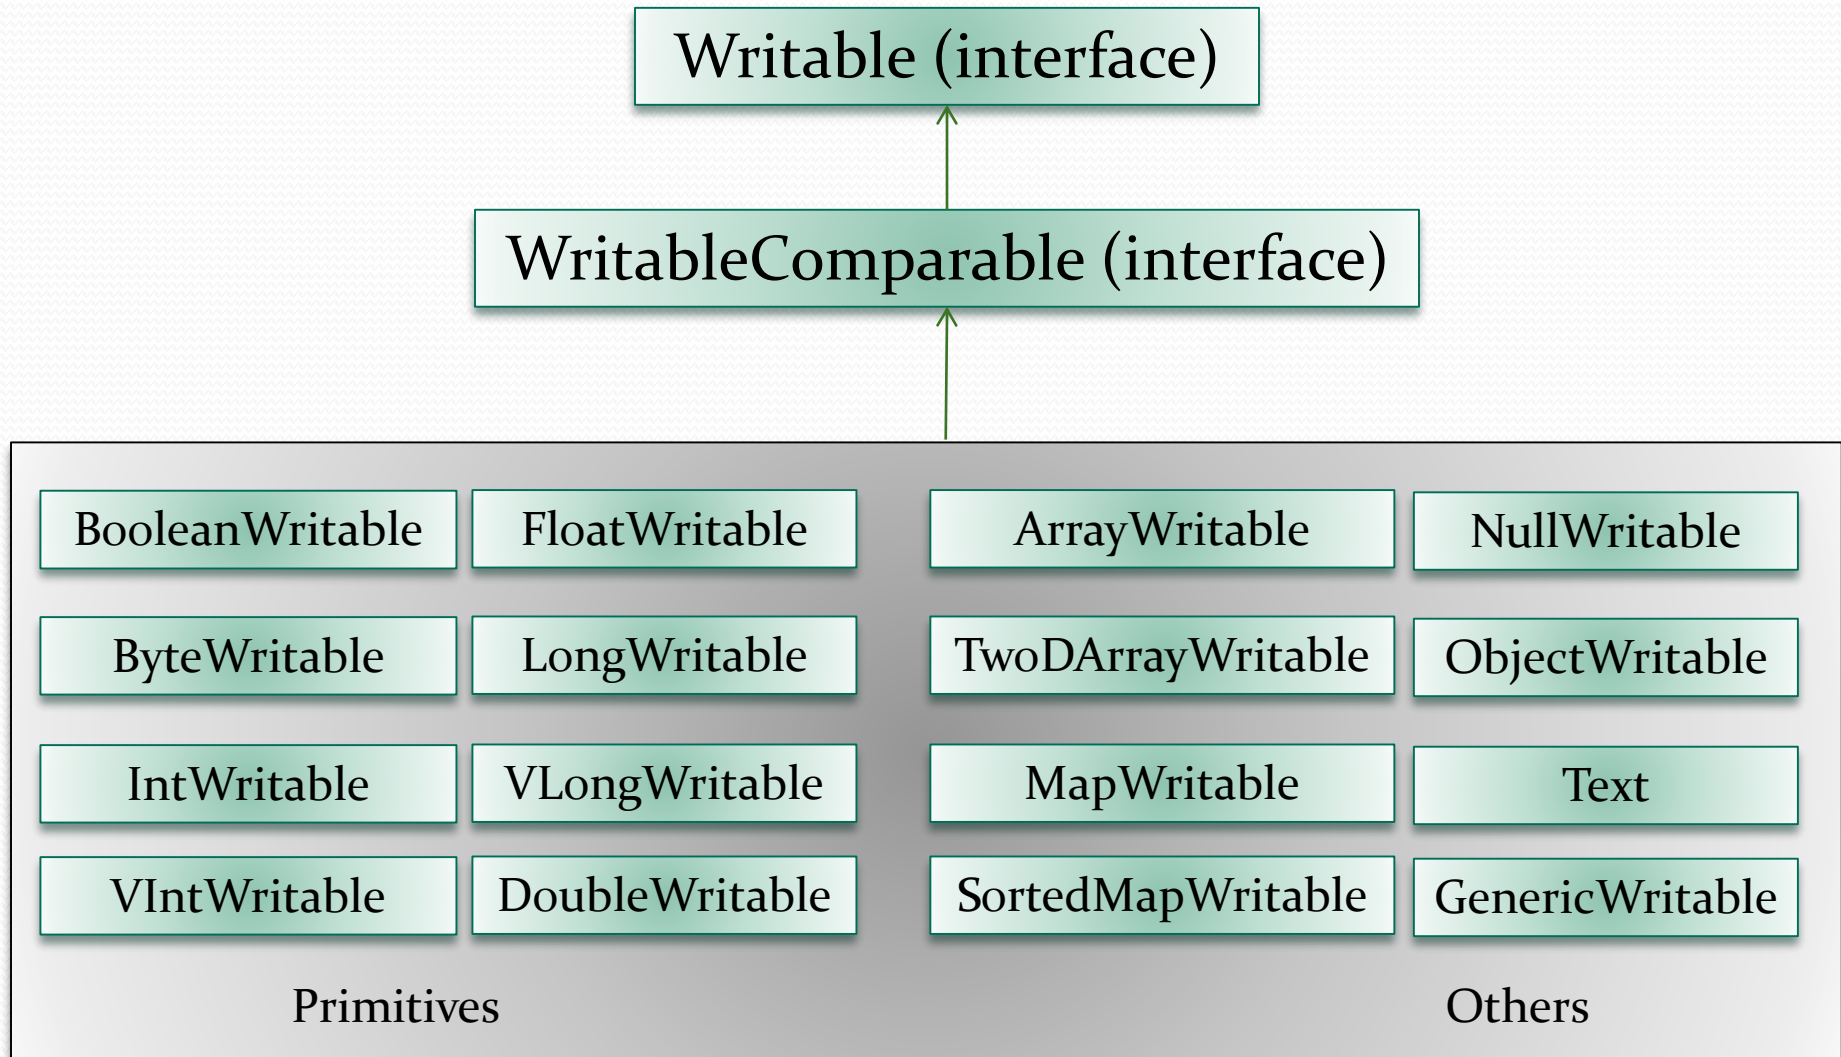 Writable (interface)
WritableComparable (interface)
BooleanWritable
FloatWritable
ArrayWritable
NullWritable
ByteWritable
LongWritable
TwoDArrayWritable
ObjectWritable
IntWritable
VLongWritable
MapWritable
Text
VIntWritable
DoubleWritable
SortedMapWritable
GenericWritable
Primitives
Others